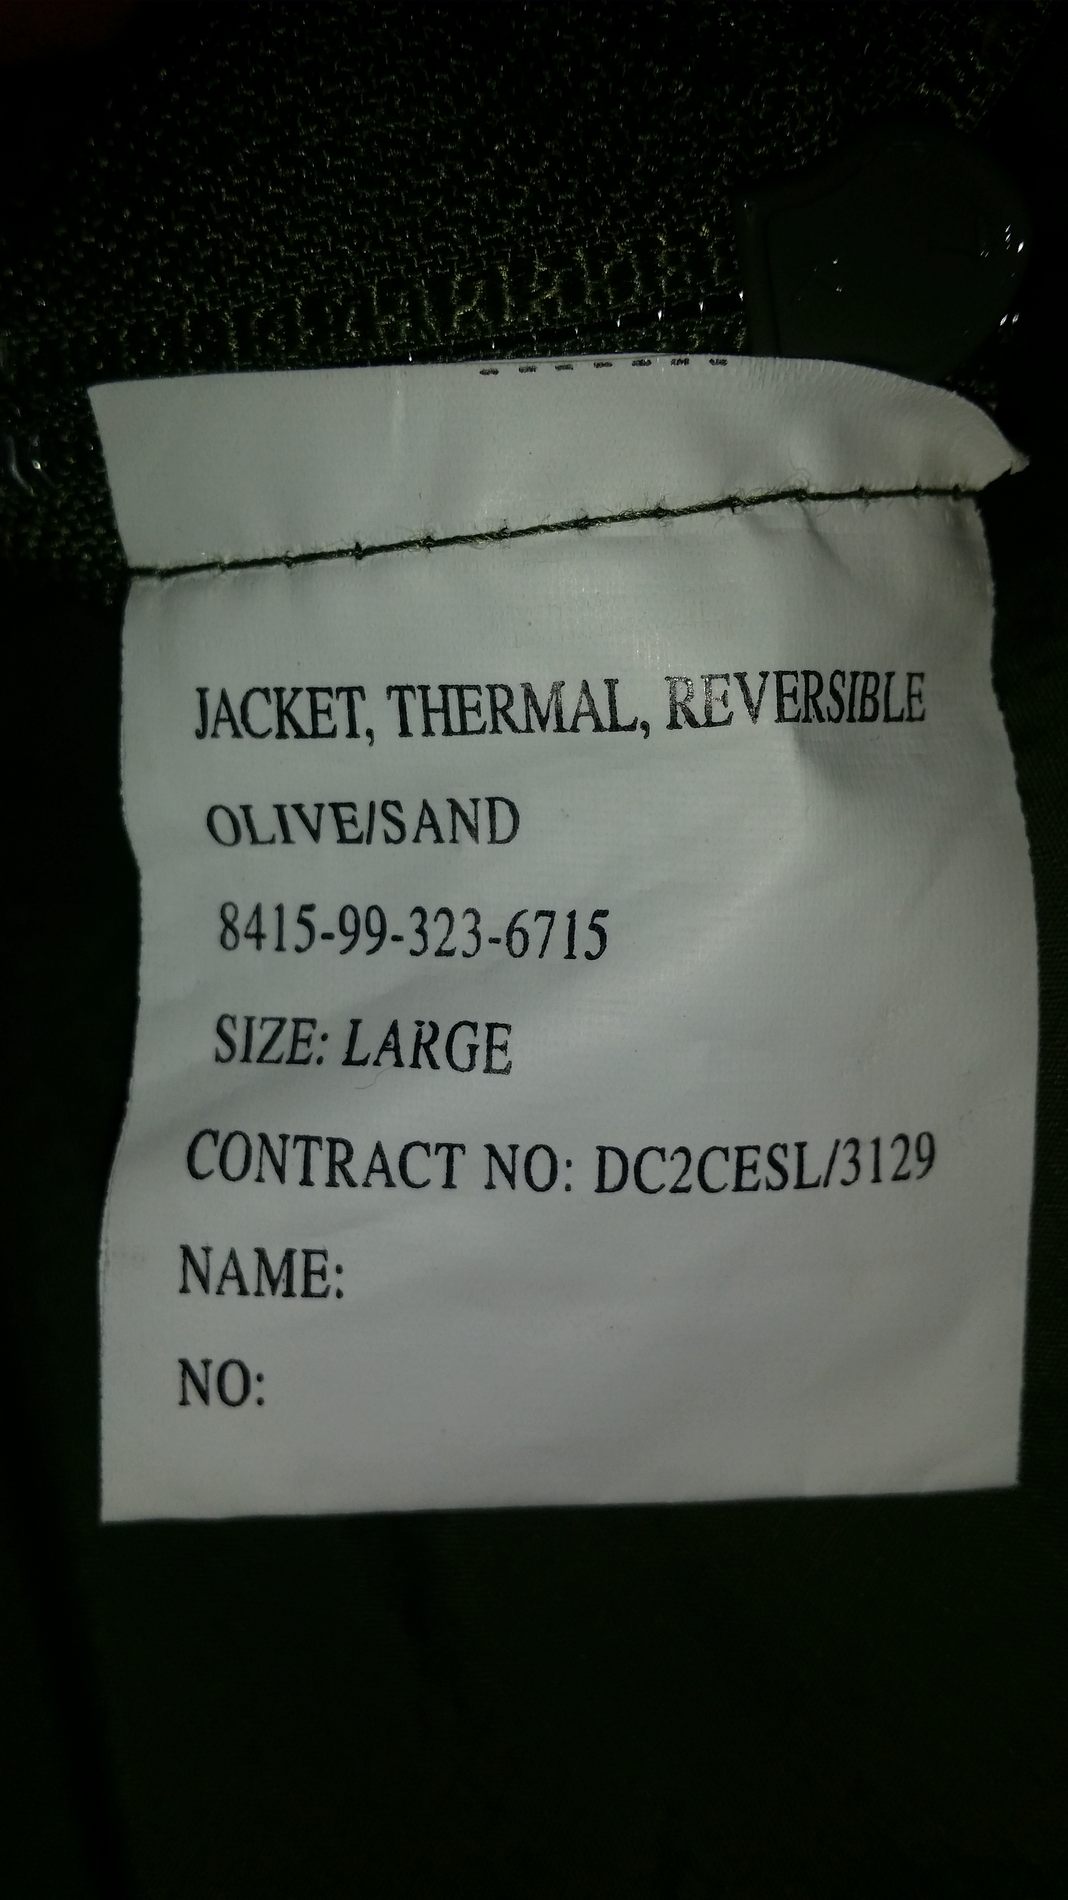 JACKET, THERMAL, REVERSIBLE
OLIVE/SAND
8415-99-323-6715
SIZE: LARGE
CONTRACT NO: DC2CESL/3129
NAME:
NO: